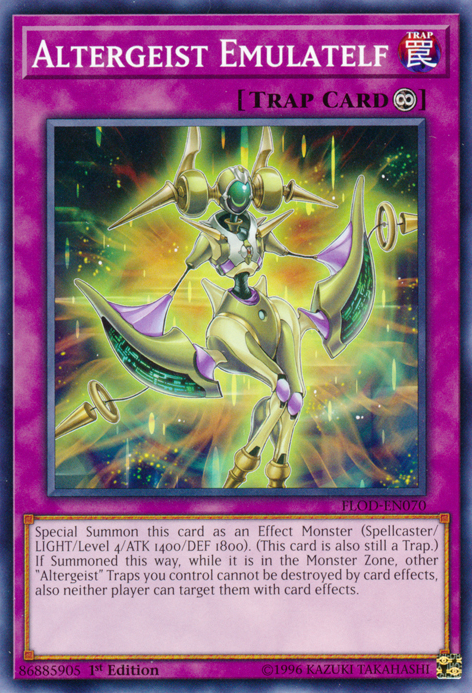 ALTERGEIST EMULATELF
TRAP
罠
[TRAP CARD]
FLOD-EN070
Special Summon this card as an Effect Monster (Spellcaster/
LIGHT/Level 4/ATK 1400/DEF 1800). (This card is also still a Trap.)
If Summoned this way, while it is in the Monster Zone, other
"Altergeist" Traps you control cannot be destroyed by card effects,
also neither player can target them with card effects.
86885905 1st Edition ©1996 KAZUKI TAKAHASHI